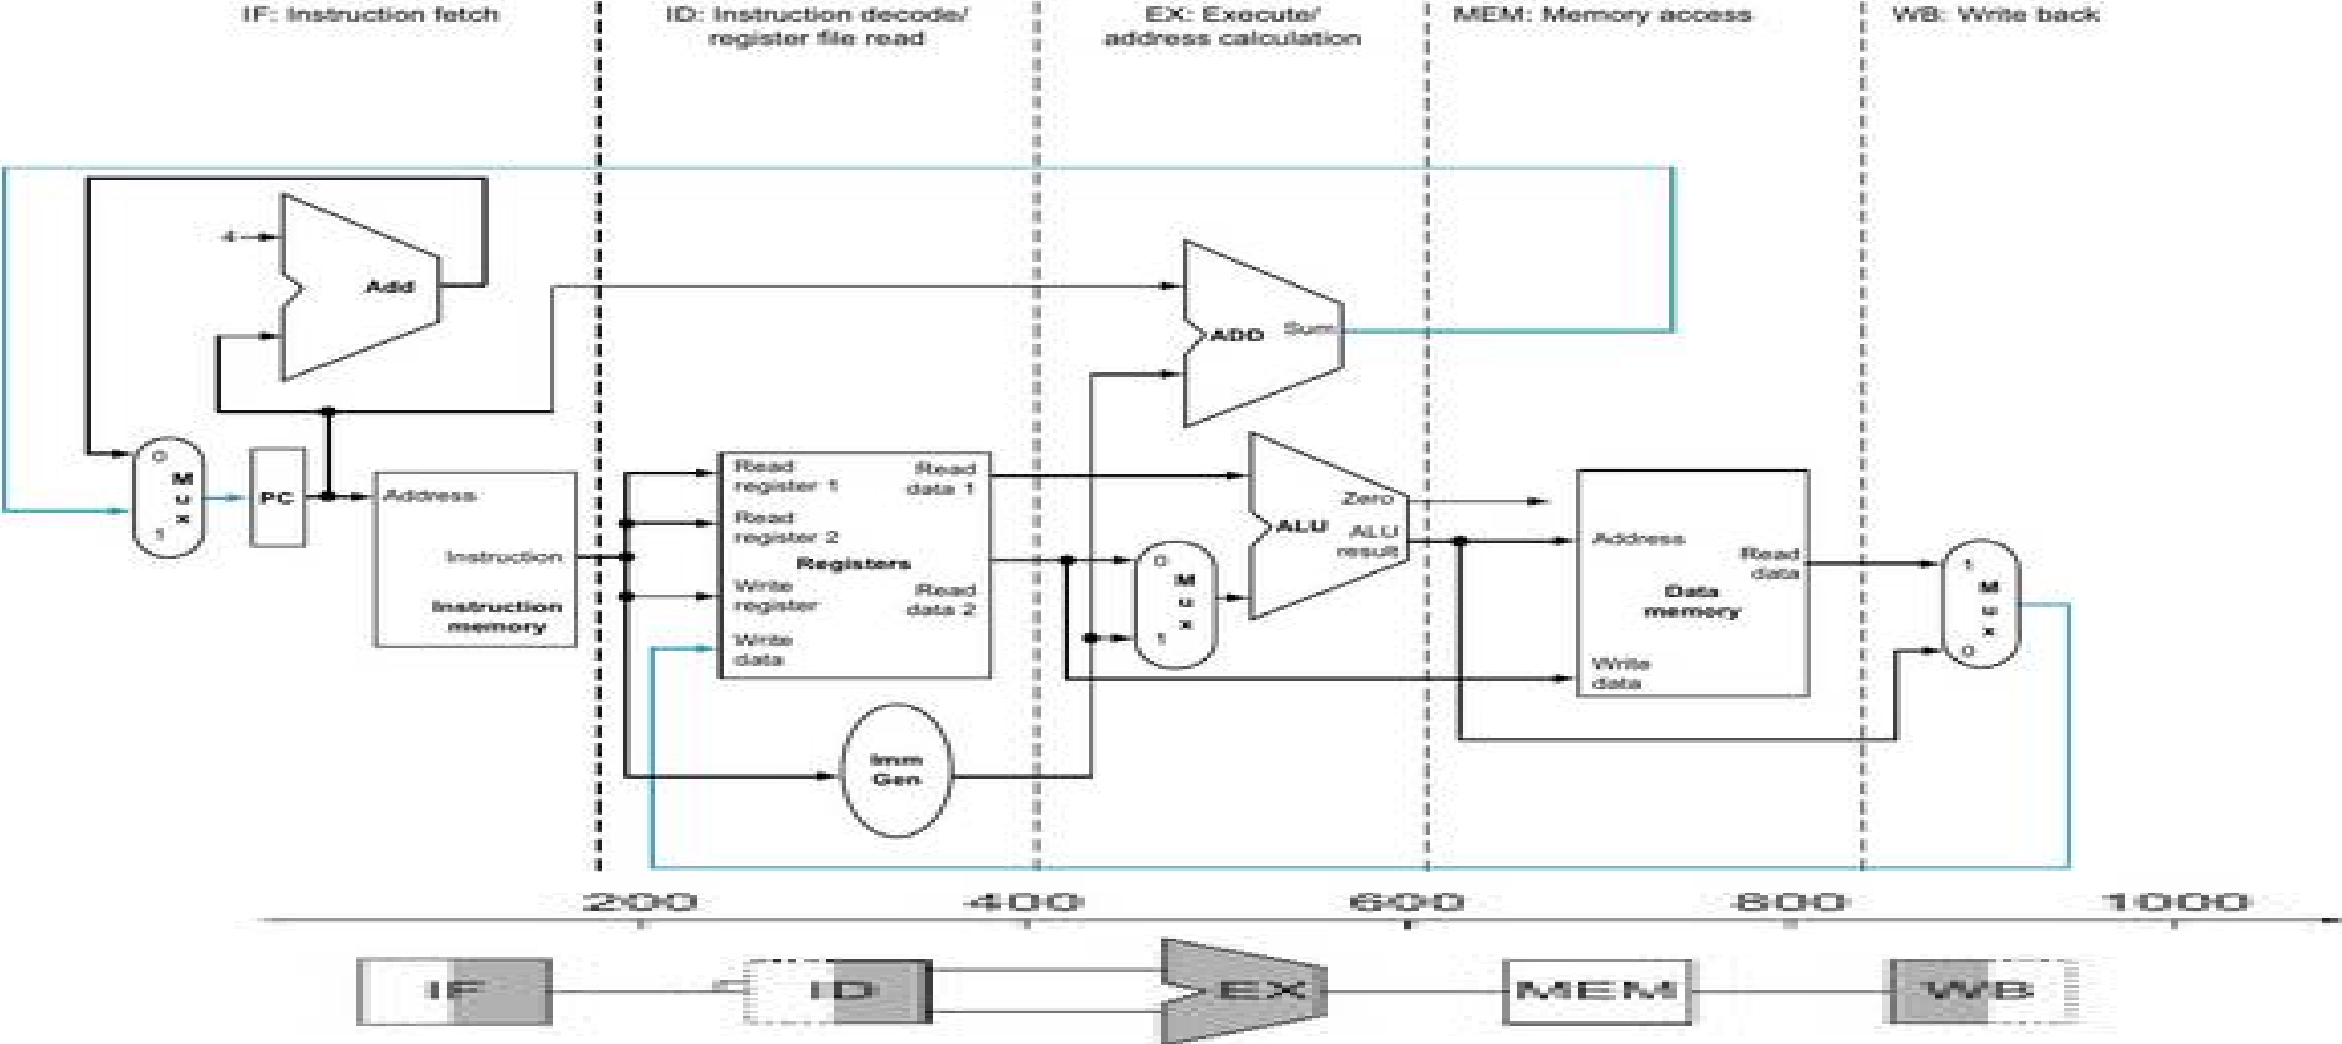 IF: Instruction fetch
ID: Instruction decode/
register file read
EX: Execute/
address calculation
MEM: Memory access
WB: Write back
4
Add
ADD
Sum
0
M
u
x
1
PC
Address
Instruction
Instruction
memory
Read
register 1
Read
register 2
Registers
Write
register
Write
data
Read
data 1
Read
data 2
Imm
Gen
0
M
u
x
1
ALU
Zero
ALU
result
Address
Read
data
Data
memory
Write
data
1
M
u
x
0
200
400
600
800
1000
IF
ID
EX
MEM
WB